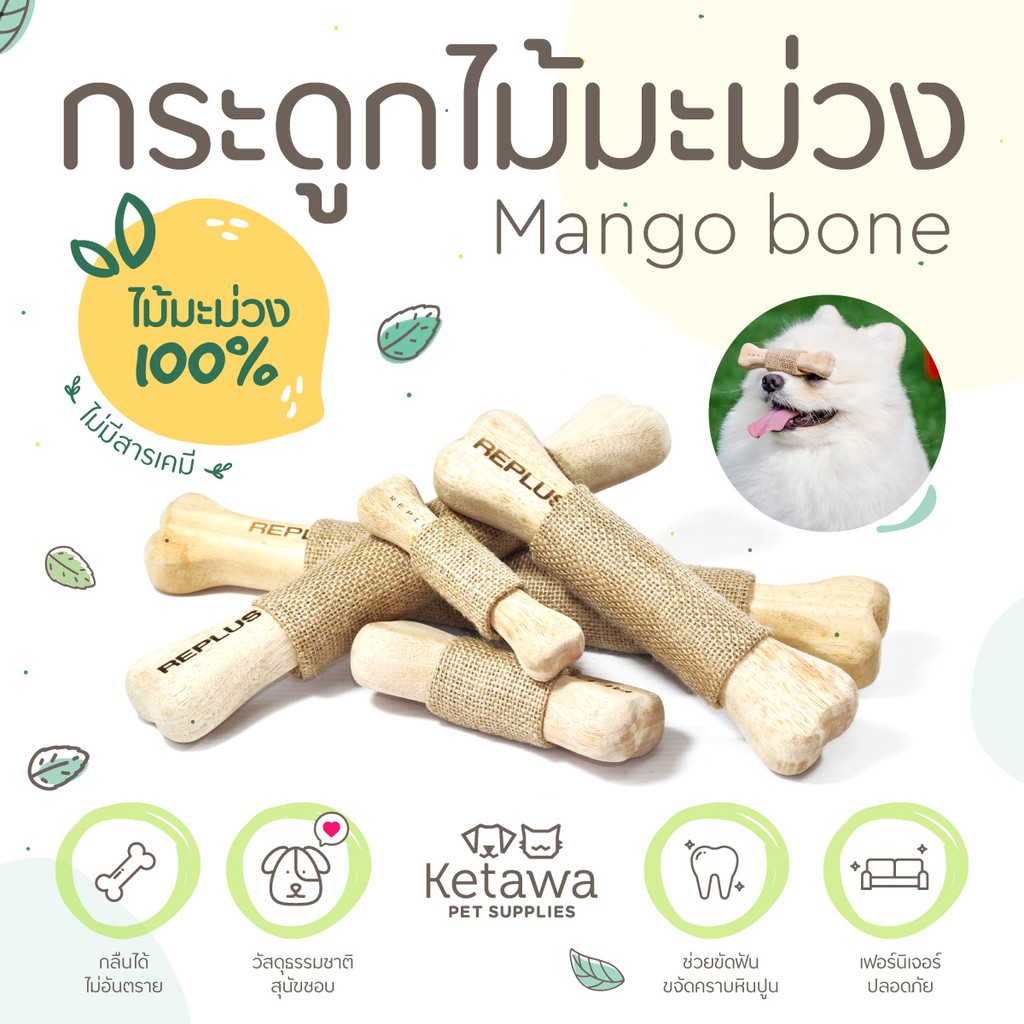 กระดูกไม้มะม่วง
Mango bone
ไม้มะม่วง
100%
ไม่มีสารเคมี
REPLUS
REPL
REPL
REPLUS
Ketawa
PET SUPPLIES
กลืนได้
ไม่อันตราย
วัสดุธรรมชาติ
สุนัขชอบ
ช่วยขัดฟัน
ขจัดคราบหินปูน
เฟอร์นิเจอร์
ปลอดภัย